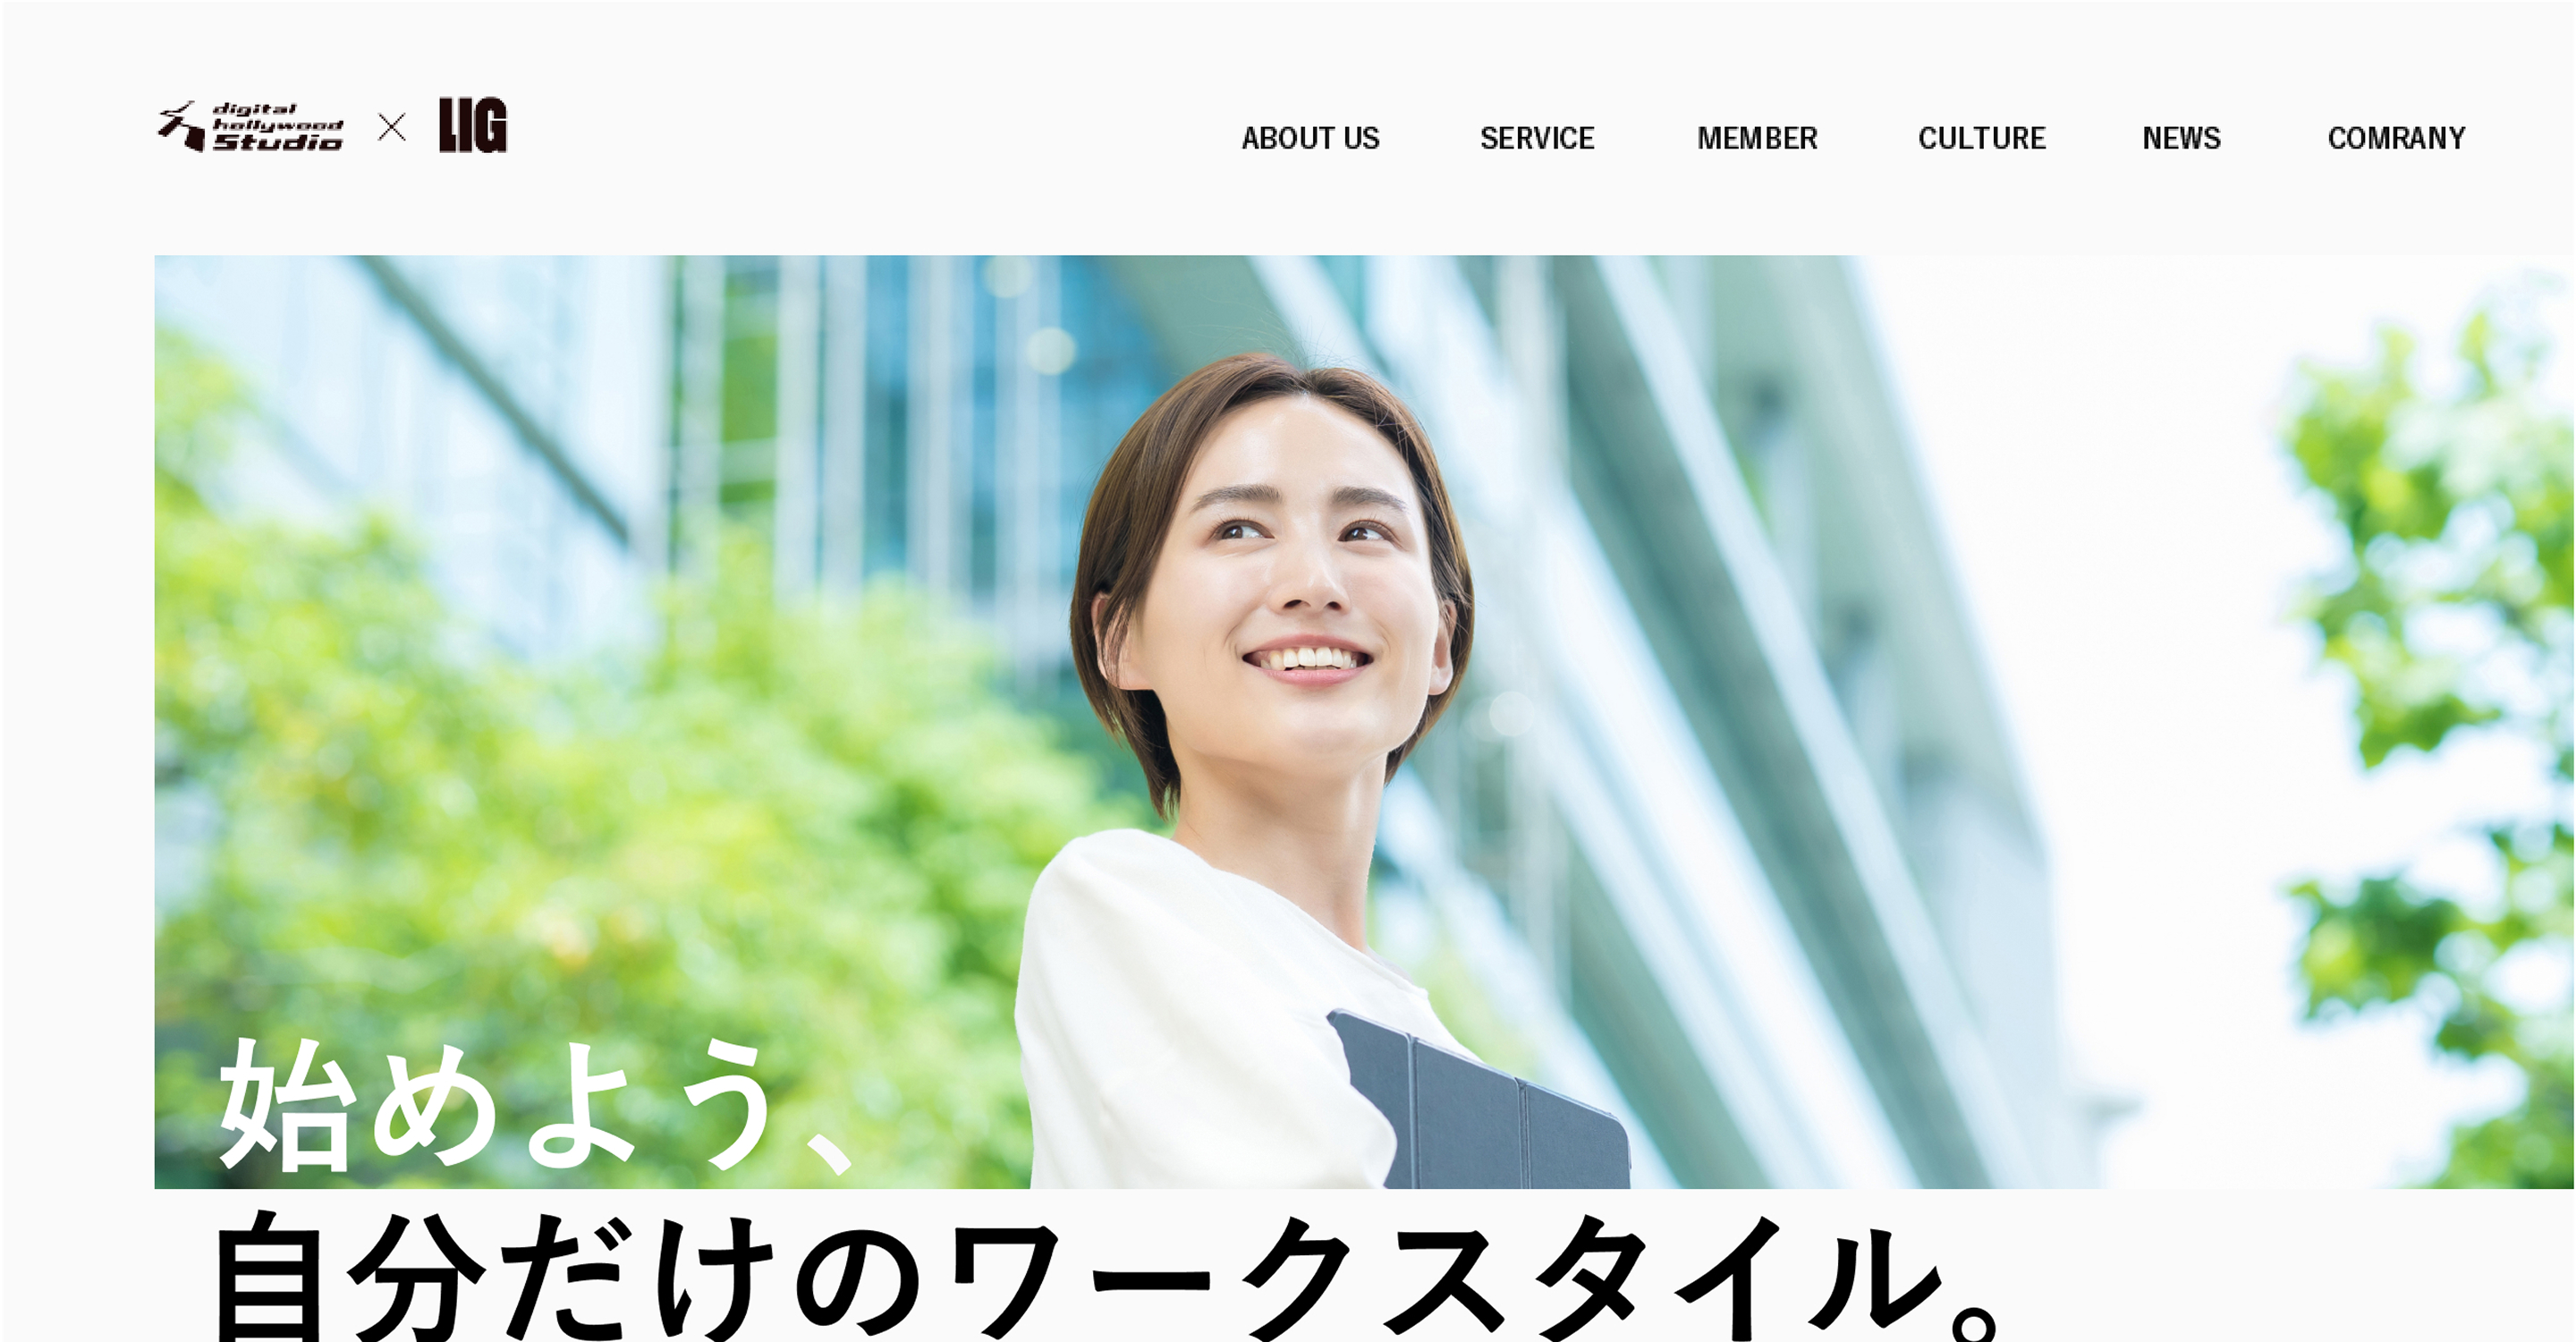 digital
hollywood
Studio × LIG
ABOUT US SERVICE MEMBER CULTURE NEWS COMPANY
始めよう、
自分だけのワークスタイル。